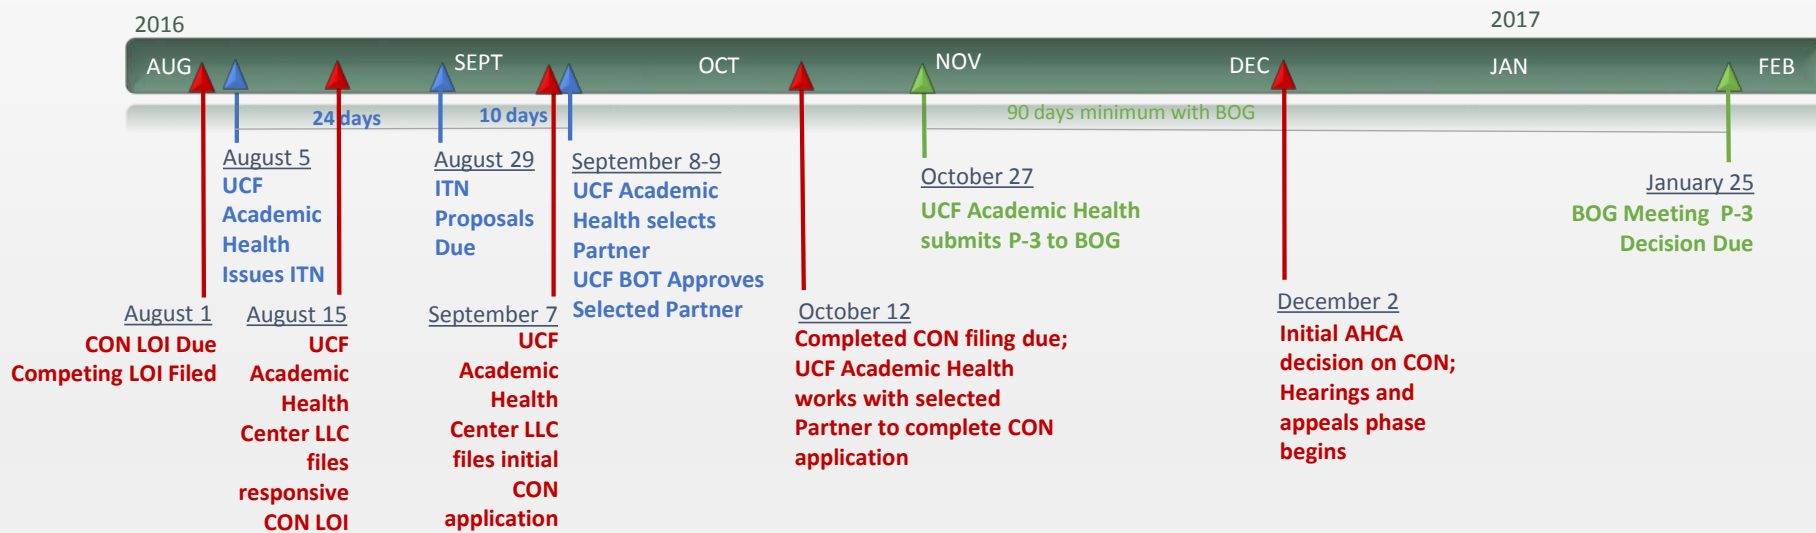 2016
2017
AUG
SEPT
OCT
NOV
DEC
JAN
FEB
24 days
10 days
90 days minimum with BOG
August 5
UCF
Academic
Health
Issues ITN
August 29
ITN
Proposals
Due
September 8-9
UCF Academic
Health selects
Partner
UCF BOT Approves
Selected Partner
October 27
UCF Academic Health
submits P-3 to BOG
January 25
BOG Meeting P-3
Decision Due
August 1
CON LOI Due
Competing LOI Filed
August 15
UCF
Academic
Health
Center LLC
files
responsive
CON LOI
September 7
UCF
Academic
Health
Center LLC
files initial
CON
application
October 12
Completed CON filing due;
UCF Academic Health
works with selected
Partner to complete CON
application
December 2
Initial AHCA
decision on CON;
Hearings and
appeals phase
begins